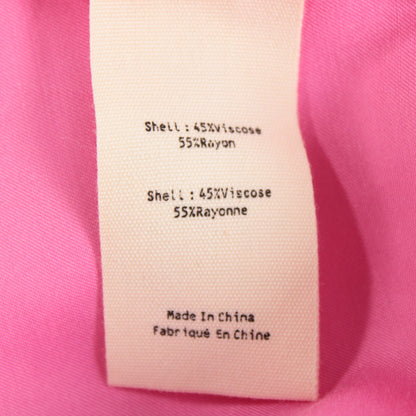 Shell : 45%Viscose
55%Rayon
Shell : 45%Viscose
55%Rayonne
Made In China
Fabriqué En Chine